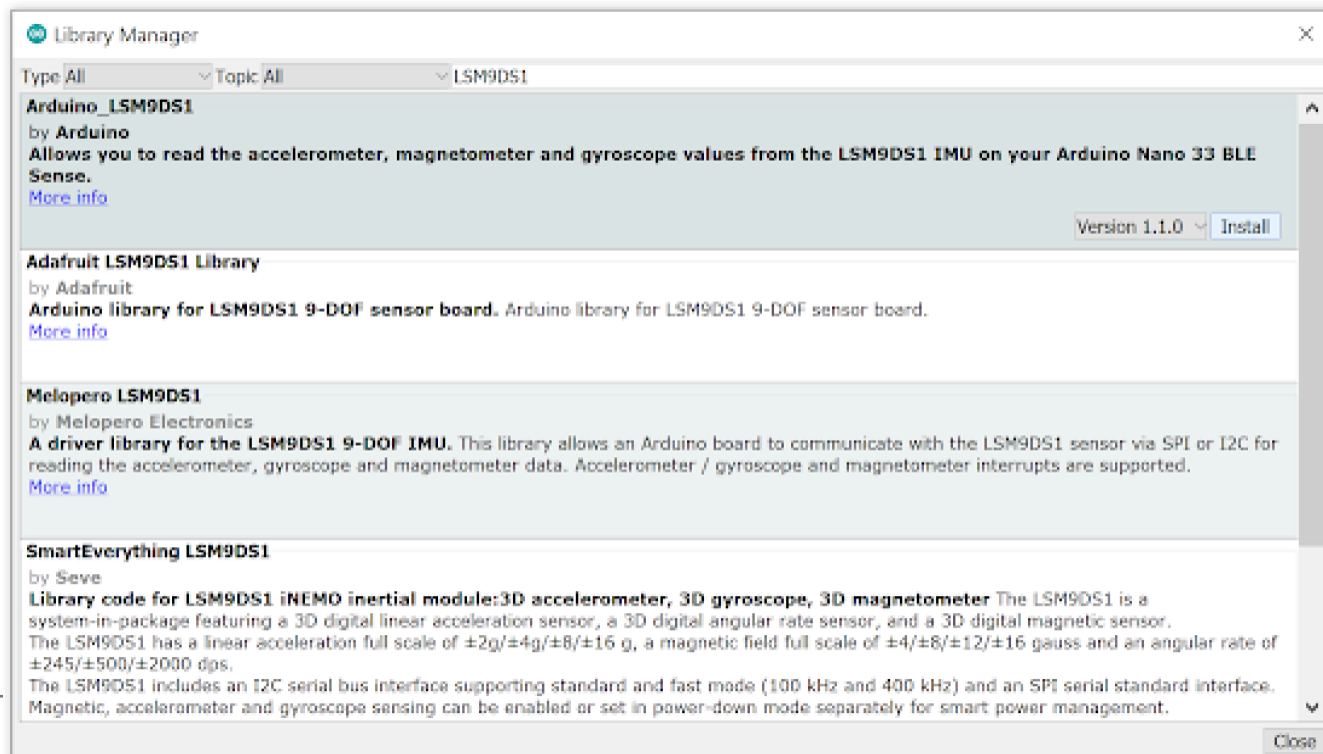 Library Manager
Type All Topic All LSM9DS1
Arduino_LSM9DS1
by Arduino
Allows you to read the accelerometer, magnetometer and gyroscope values from the LSM9DS1 IMU on your Arduino Nano 33 BLE
Sense.
More info
Version 1.1.0 Install
Adafruit LSM9DS1 Library
by Adafruit
Arduino library for LSM9DS1 9-DOF sensor board. Arduino library for LSM9DS1 9-DOF sensor board.
More info
Melopero LSM9DS1
by Melopero Electronics
A driver library for the LSM9DS1 9-DOF IMU. This library allows an Arduino board to communicate with the LSM9DS1 sensor via SPI or I2C for
reading the accelerometer, gyroscope and magnetometer data. Accelerometer / gyroscope and magnetometer interrupts are supported.
More info
SmartEverything LSM9DS1
by Seve
Library code for LSM9DS1 iNEMO inertial module:3D accelerometer, 3D gyroscope, 3D magnetometer The LSM9DS1 is a
system-in-package featuring a 3D digital linear acceleration sensor, a 3D digital angular rate sensor, and a 3D digital magnetic sensor.
The LSM9DS1 has a linear acceleration full scale of ±2g/±4g/±8/±16 g, a magnetic field full scale of ±4/±8/±12/±16 gauss and an angular rate of
±245/±500/±2000 dps.
The LSM9DS1 includes an I2C serial bus interface supporting standard and fast mode (100 kHz and 400 kHz) and an SPI serial standard interface.
Magnetic, accelerometer and gyroscope sensing can be enabled or set in power-down mode separately for smart power management.
Close